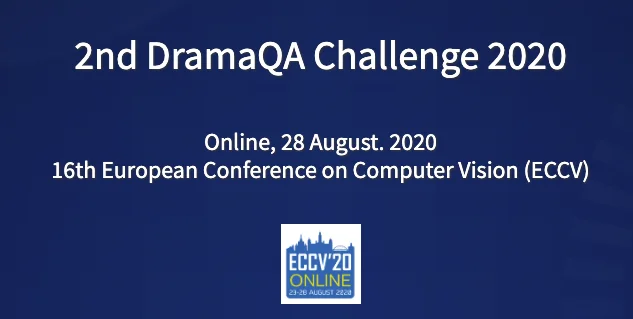 2nd DramaQA Challenge 2020
Online, 28 August. 2020
16th European Conference on Computer Vision (ECCV)
ECCV'20
ONLINE
23-28 AUGUST 2020